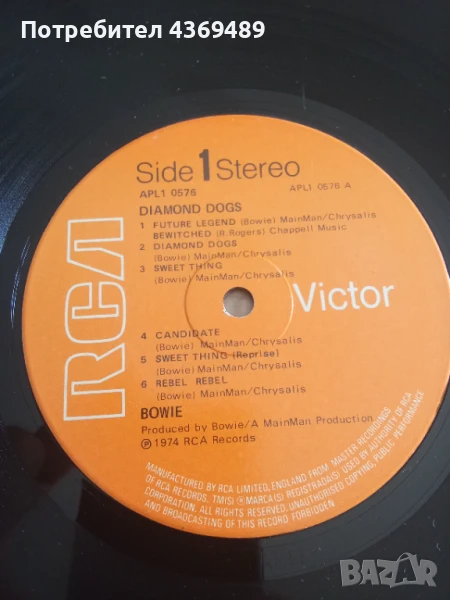 Потребител 4369489
Side 1 Stereo
APL1 0576
APL1 0576 A
DIAMOND DOGS
1 FUTURE LEGEND (Bowie) MainMan/Chrysalis
BEWITCHED (R.Rogers) Chappell Music
2 DIAMOND DOGS
(Bowie) MainMan/Chrysalis
3 SWEET THING
(Bowie) MainMan/Chrysalis
RCA
Victor
4 CANDIDATE
(Bowie) MainMan/Chrysalis
5 SWEET THING (Reprise)
(Bowie) MainMan/Chrysalis
6 REBEL REBEL
(Bowie) MainMan/Chrysalis
BOWIE
Produced by Bowie/A MainMan Production
℗ 1974 RCA Records
MANUFACTURED BY RCA LIMITED, ENGLAND FROM MASTER RECORDINGS
OF RCA RECORDS. TM(S) ® MARCA(S) REGISTRADA(S) USED BY AUTHORITY OF RCA
CORPORATION. ALL RIGHTS RESERVED. UNAUTHORISED COPYING, PUBLIC PERFORMANCE
AND BROADCASTING OF THIS RECORD FORBIDDEN
BAZAR